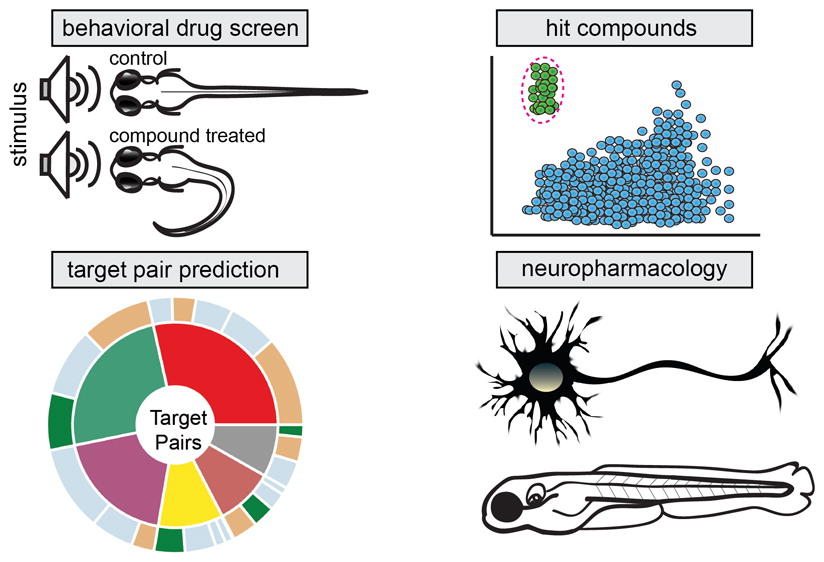 behavioral drug screen
hit compounds
stimulus
control
compound treated
target pair prediction
neuropharmacology
Target
Pairs